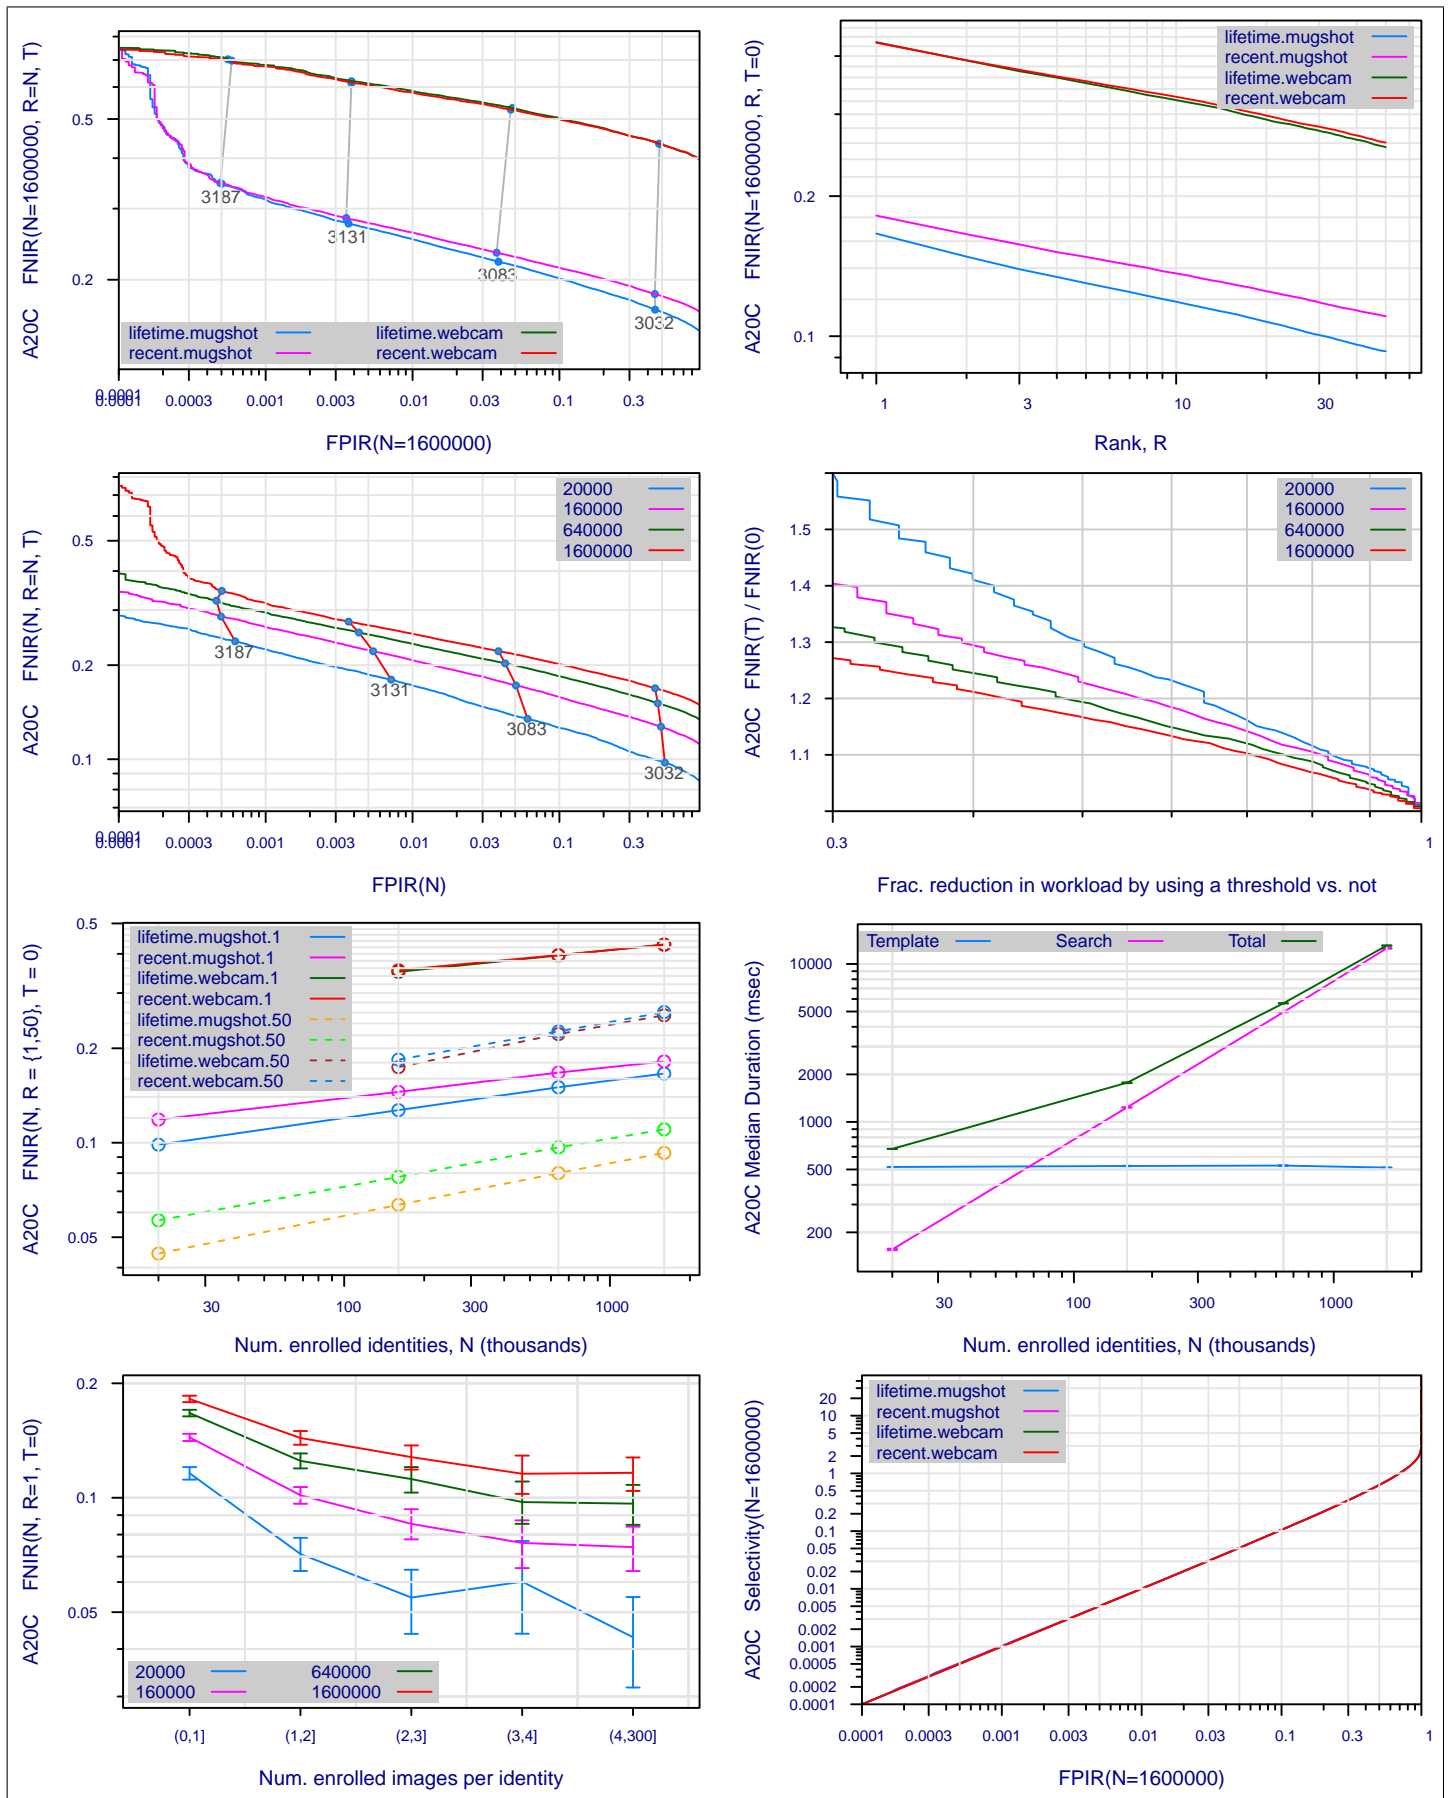 A20C FNIR(N=1600000, R=N, T)
0.5
0.2
3187
3131
3083
3032
lifetime.mugshot
recent.mugshot
lifetime.webcam
recent.webcam
0.0001
0.0001 0.0003 0.001 0.003 0.01 0.03 0.1 0.3
FPIR(N=1600000)
A20C FNIR(N=1600000, R, T=0)
0.2
0.1
lifetime.mugshot
recent.mugshot
lifetime.webcam
recent.webcam
1 3 10 30
Rank, R
A20C FNIR(N, R=N, T)
0.5
0.2
0.1
20000
160000
640000
1600000
3187
3131
3083
3032
0.0001
0.0001 0.0003 0.001 0.003 0.01 0.03 0.1 0.3
FPIR(N)
A20C FNIR(T) / FNIR(0)
1.5
1.4
1.3
1.2
1.1
20000
160000
640000
1600000
0.3 1
Frac. reduction in workload by using a threshold vs. not
A20C FNIR(N, R = {1,50}, T = 0)
0.5
0.2
0.1
0.05
lifetime.mugshot.1
recent.mugshot.1
lifetime.webcam.1
recent.webcam.1
lifetime.mugshot.50
recent.mugshot.50
lifetime.webcam.50
recent.webcam.50
30 100 300 1000
Num. enrolled identities, N (thousands)
A20C Median Duration (msec)
10000
5000
2000
1000
500
200
Template Search Total
30 100 300 1000
Num. enrolled identities, N (thousands)
A20C FNIR(N, R=1, T=0)
0.2
0.1
0.05
20000
160000
640000
1600000
(0,1] (1,2] (2,3] (3,4] (4,300]
Num. enrolled images per identity
A20C Selectivity(N=1600000)
20
10
5
2
1
0.5
0.2
0.1
0.05
0.02
0.01
0.005
0.002
0.001
0.0005
0.0002
0.0001
lifetime.mugshot
recent.mugshot
lifetime.webcam
recent.webcam
0.0001 0.0003 0.001 0.003 0.01 0.03 0.1 0.3 1
FPIR(N=1600000)